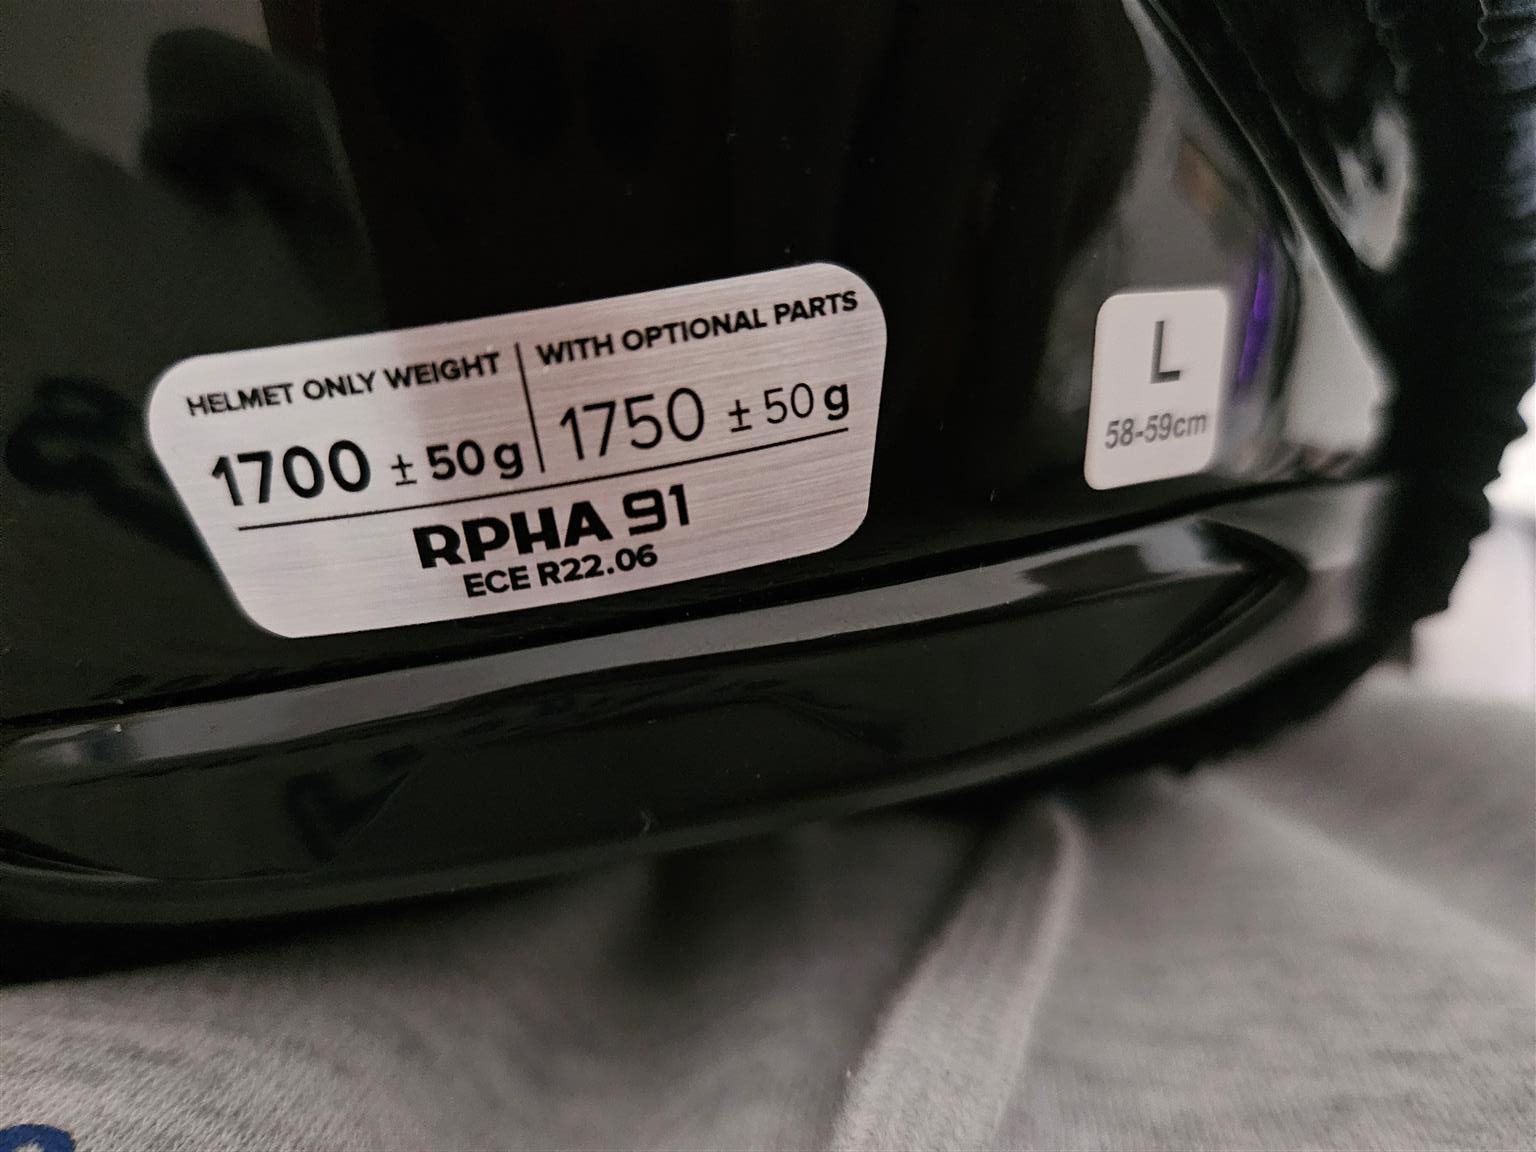 HELMET ONLY WEIGHT
1700 ± 50 g
WITH OPTIONAL PARTS
1750 ± 50 g
RPHA 91
ECE R22.06
L
58-59cm